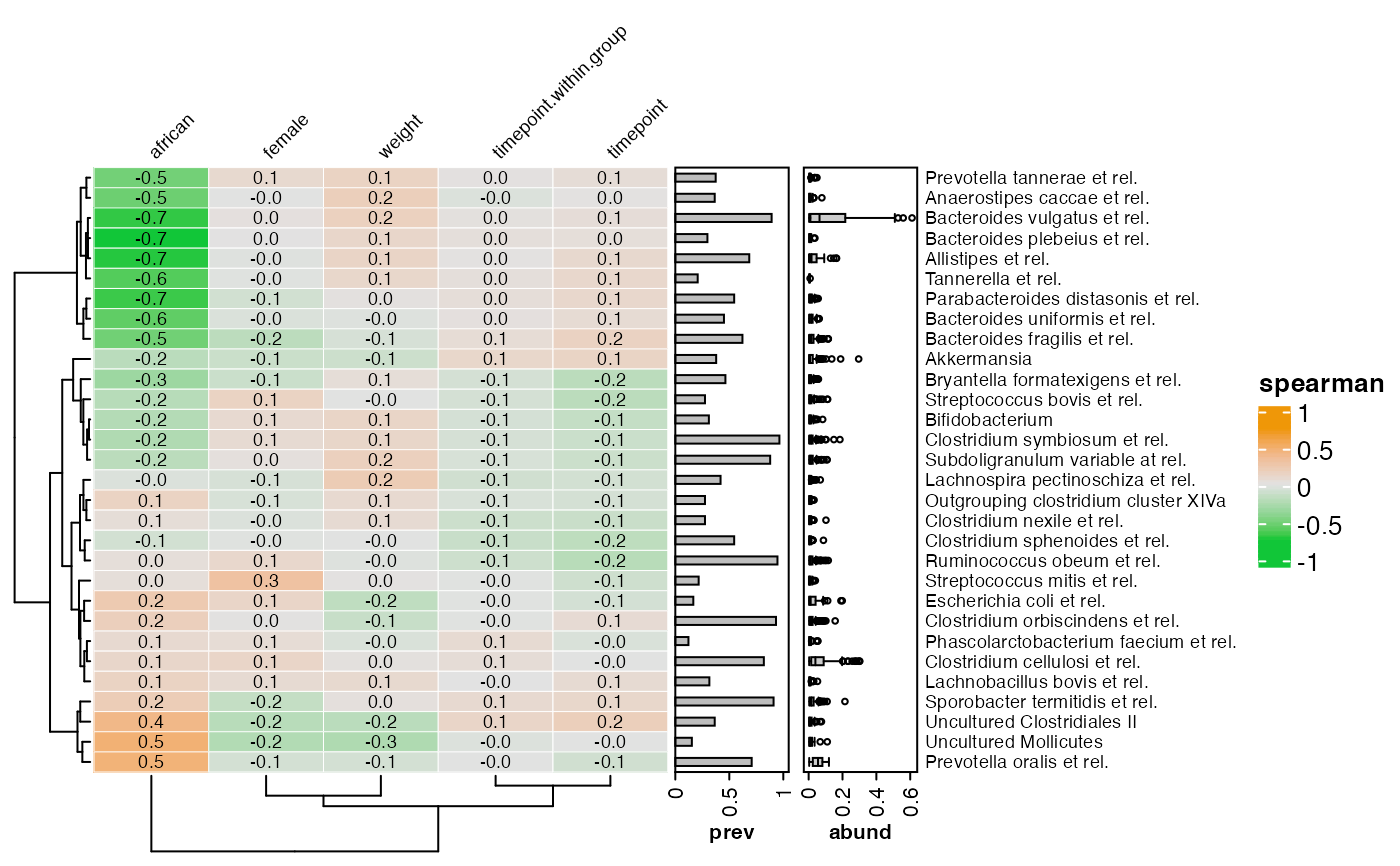 african female weight timepoint.within.group timepoint
-0.5 0.1 0.1 0.0 0.1 Prevotella tannerae et rel.
-0.5 -0.0 0.2 -0.0 0.0 Anaerostipes caccae et rel.
-0.7 0.0 0.2 0.0 0.1 Bacteroides vulgatus et rel.
-0.7 0.0 0.1 0.0 0.0 Bacteroides plebeius et rel.
-0.7 -0.0 0.1 0.0 0.1 Allistipes et rel.
-0.6 -0.0 0.1 0.0 0.1 Tannerella et rel.
-0.7 -0.1 0.0 0.0 0.1 Parabacteroides distasonis et rel.
-0.6 -0.0 -0.0 0.0 0.1 Bacteroides uniformis et rel.
-0.5 -0.2 -0.1 0.1 0.2 Bacteroides fragilis et rel.
-0.2 -0.1 -0.1 0.1 0.1 Akkermansia
-0.3 -0.1 0.1 -0.1 -0.2 Bryantella formatexigens et rel.
-0.2 0.1 -0.0 -0.1 -0.2 Streptococcus bovis et rel.
-0.2 0.1 0.1 -0.1 -0.1 Bifidobacterium
-0.2 0.1 0.1 -0.1 -0.1 Clostridium symbiosum et rel.
-0.2 0.0 0.2 -0.1 -0.1 Subdoligranulum variable at rel.
-0.0 -0.1 0.2 -0.1 -0.1 Lachnospira pectinoschiza et rel.
0.1 -0.1 0.1 -0.1 -0.1 Outgrouping clostridium cluster XIVa
0.1 -0.0 0.1 -0.1 -0.1 Clostridium nexile et rel.
-0.1 -0.0 -0.0 -0.1 -0.2 Clostridium sphenoides et rel.
0.0 0.1 -0.0 -0.1 -0.2 Ruminococcus obeum et rel.
0.0 0.3 0.0 -0.0 -0.1 Streptococcus mitis et rel.
0.2 0.1 -0.2 -0.0 -0.1 Escherichia coli et rel.
0.2 0.0 -0.1 -0.0 0.1 Clostridium orbiscindens et rel.
0.1 0.1 -0.0 0.1 -0.0 Phascolarctobacterium faecium et rel.
0.1 0.1 0.0 0.1 -0.0 Clostridium cellulosi et rel.
0.1 0.1 0.1 -0.0 0.1 Lachnobacillus bovis et rel.
0.2 -0.2 0.0 0.1 0.1 Sporobacter termitidis et rel.
0.4 -0.2 -0.2 0.1 0.2 Uncultured Clostridiales II
0.5 -0.2 -0.3 -0.0 -0.0 Uncultured Mollicutes
0.5 -0.1 -0.1 -0.0 -0.1 Prevotella oralis et rel.
0 0.5 1 0 0.2 0.4 0.6
prev abund
spearman
1
0.5
0
-0.5
-1